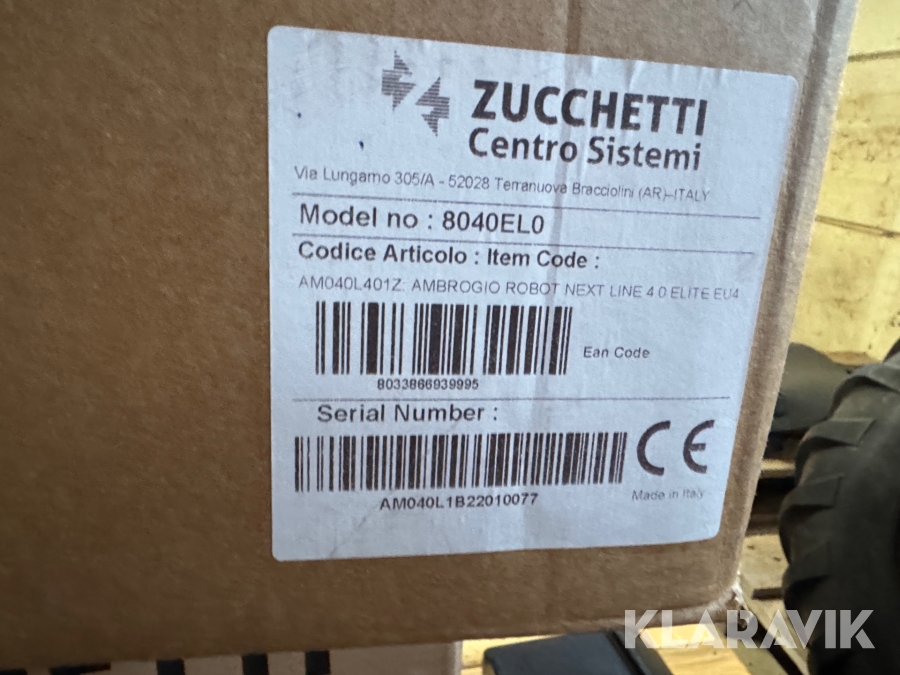 ZUCCHETTI
Centro Sistemi
Via Lungarno 305/A - 52028 Terranuova Bracciolini (AR)-ITALY
Model no : 8040EL0
Codice Articolo : Item Code :
AM040L401Z: AMBROGIO ROBOT NEXT LINE 4.0 ELITE EU4
Ean Code
8033866939995
Serial Number :
CE
AM040L1B22010077
Made in Italy
KLARAVIK